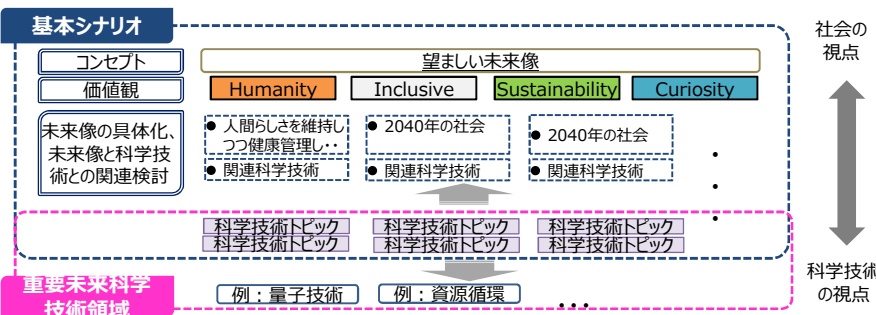 基本シナリオ
社会の
視点
コンセプト
望ましい未来像
価値観
Humanity
Inclusive
Sustainability
Curiosity
未来像の具体化、
未来像と科学技
術との関連検討
● 人間らしさを維持し
つつ健康管理し‥
● 関連科学技術
● 2040年の社会
● 関連科学技術
● 2040年の社会
● 関連科学技術
・
・
・
科学技術トピック
科学技術トピック
科学技術トピック
科学技術トピック
科学技術トピック
科学技術トピック
重要未来科学
技術領域
例：量子技術
例：資源循環
・・・
科学技術
の視点